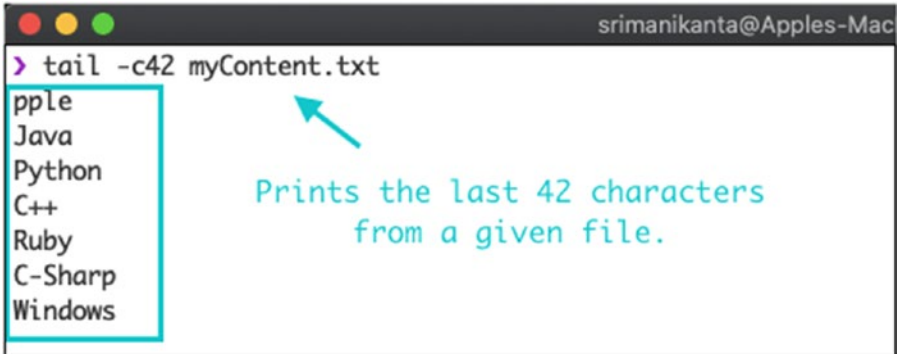 srimanikanta@Apples-Mac
❯ tail -c42 myContent.txt
pple
Java
Python
C++
Ruby
C-Sharp
Windows
Prints the last 42 characters
from a given file.